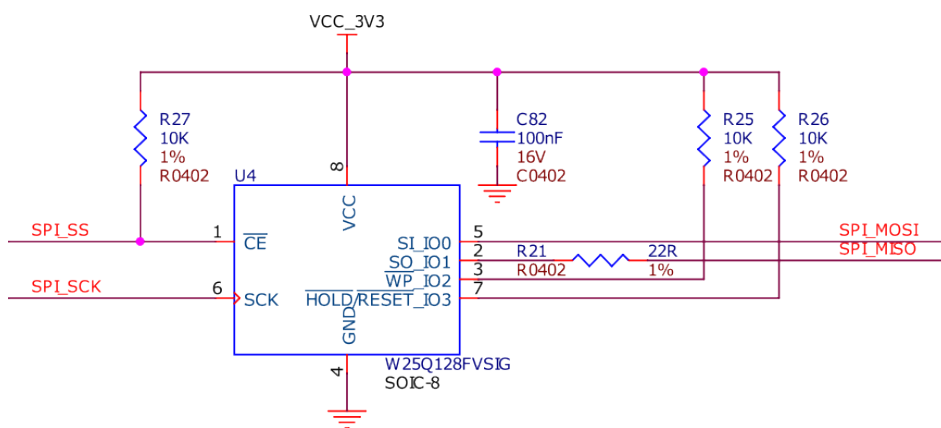 VCC_3V3
R27
10K
1%
R0402
C82
100nF
16V
C0402
R25
10K
1%
R0402
R26
10K
1%
R0402
U4
8
VCC
SPI_SS
1
CE
SI_IO0
5
SPI_MOSI
SO_IO1
2
R21
22R
SPI_MISO
R0402
1%
WP_IO2
3
SPI_SCK
6
SCK
HOLD/RESET_IO3
7
GND
4
W25Q128FVSIG
SOIC-8